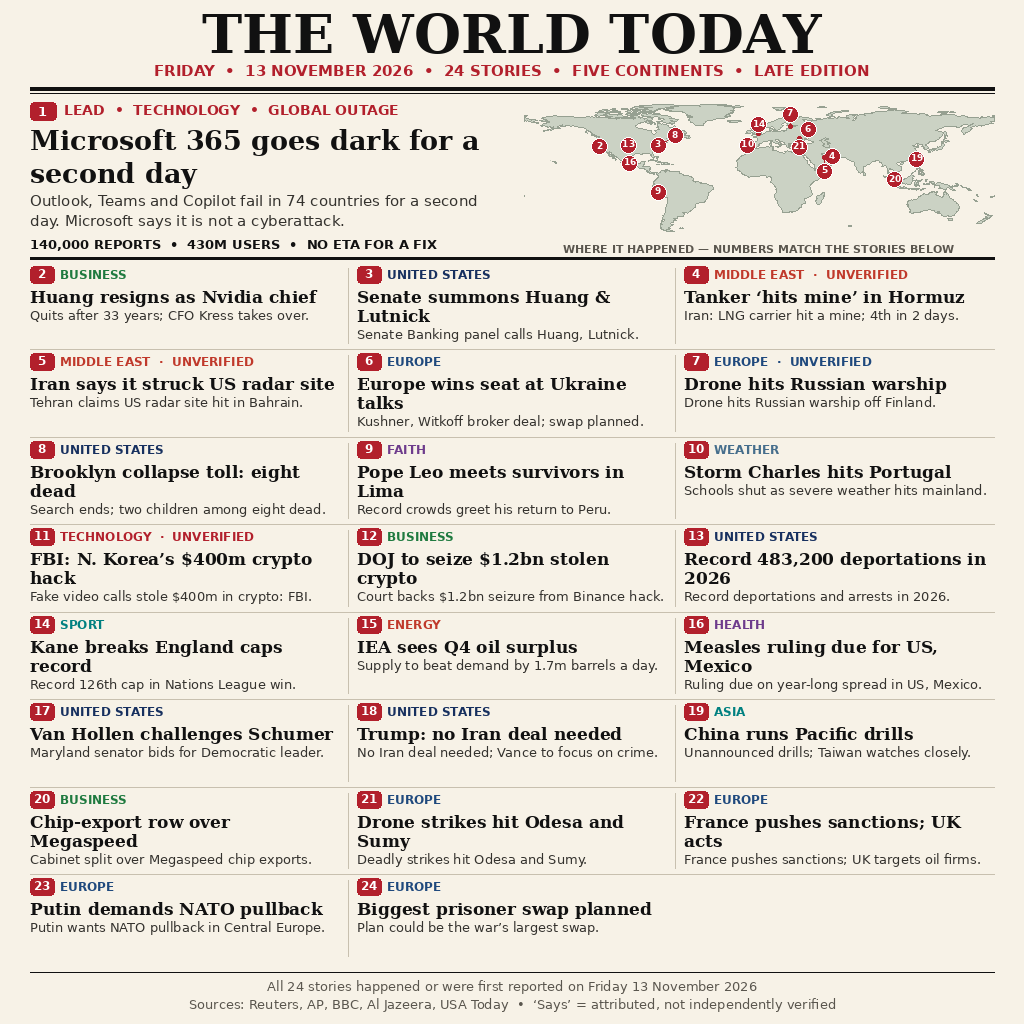 THE WORLD TODAY
FRIDAY • 13 NOVEMBER 2026 • 24 STORIES • FIVE CONTINENTS • LATE EDITION
1 LEAD • TECHNOLOGY • GLOBAL OUTAGE
Microsoft 365 goes dark for a
second day
Outlook, Teams and Copilot fail in 74 countries for a second
day. Microsoft says it is not a cyberattack.
140,000 REPORTS • 430M USERS • NO ETA FOR A FIX
7
14
6
8
2
13
3
10
21
4
19
16
5
20
9
WHERE IT HAPPENED — NUMBERS MATCH THE STORIES BELOW
2 BUSINESS
Huang resigns as Nvidia chief
Quits after 33 years; CFO Kress takes over.
3 UNITED STATES
Senate summons Huang &
Lutnick
Senate Banking panel calls Huang, Lutnick.
4 MIDDLE EAST · UNVERIFIED
Tanker ‘hits mine’ in Hormuz
Iran: LNG carrier hit a mine; 4th in 2 days.
5 MIDDLE EAST · UNVERIFIED
Iran says it struck US radar site
Tehran claims US radar site hit in Bahrain.
6 EUROPE
Europe wins seat at Ukraine
talks
Kushner, Witkoff broker deal; swap planned.
7 EUROPE · UNVERIFIED
Drone hits Russian warship
Drone hits Russian warship off Finland.
8 UNITED STATES
Brooklyn collapse toll: eight
dead
Search ends; two children among eight dead.
9 FAITH
Pope Leo meets survivors in
Lima
Record crowds greet his return to Peru.
10 WEATHER
Storm Charles hits Portugal
Schools shut as severe weather hits mainland.
11 TECHNOLOGY · UNVERIFIED
FBI: N. Korea’s $400m crypto
hack
Fake video calls stole $400m in crypto: FBI.
12 BUSINESS
DOJ to seize $1.2bn stolen
crypto
Court backs $1.2bn seizure from Binance hack.
13 UNITED STATES
Record 483,200 deportations in
2026
Record deportations and arrests in 2026.
14 SPORT
Kane breaks England caps
record
Record 126th cap in Nations League win.
15 ENERGY
IEA sees Q4 oil surplus
Supply to beat demand by 1.7m barrels a day.
16 HEALTH
Measles ruling due for US,
Mexico
Ruling due on year-long spread in US, Mexico.
17 UNITED STATES
Van Hollen challenges Schumer
Maryland senator bids for Democratic leader.
18 UNITED STATES
Trump: no Iran deal needed
No Iran deal needed; Vance to focus on crime.
19 ASIA
China runs Pacific drills
Unannounced drills; Taiwan watches closely.
20 BUSINESS
Chip-export row over
Megaspeed
Cabinet split over Megaspeed chip exports.
21 EUROPE
Drone strikes hit Odesa and
Sumy
Deadly strikes hit Odesa and Sumy.
22 EUROPE
France pushes sanctions; UK
acts
France pushes sanctions; UK targets oil firms.
23 EUROPE
Putin demands NATO pullback
Putin wants NATO pullback in Central Europe.
24 EUROPE
Biggest prisoner swap planned
Plan could be the war’s largest swap.
All 24 stories happened or were first reported on Friday 13 November 2026
Sources: Reuters, AP, BBC, Al Jazeera, USA Today • ‘Says’ = attributed, not independently verified